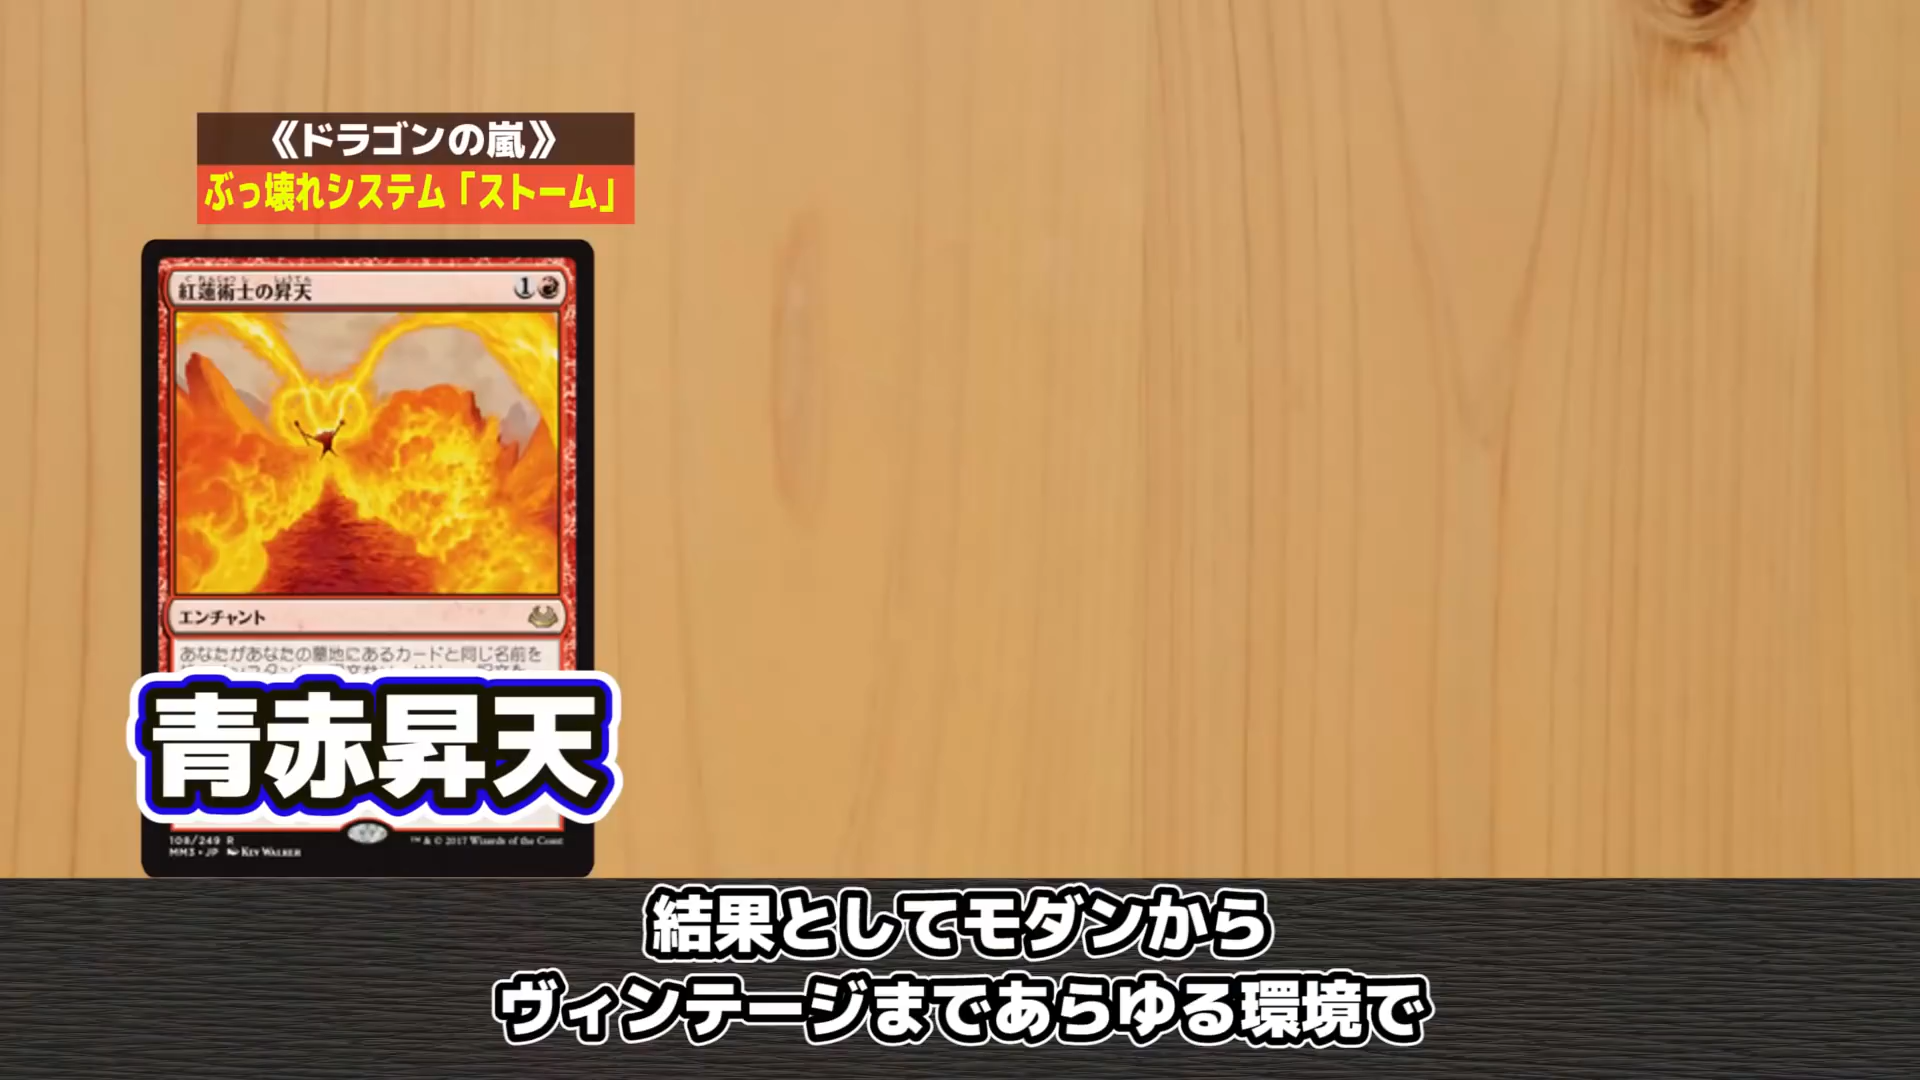 《ドラゴンの嵐》
ぶっ壊れシステム「ストーム」
紅蓮術士の昇天
1
エンチャント
あなたがあなたの墓地にあるカードと同じ名前を
青赤昇天
108/249 R
MM3・JP Kev Walker
™ & © 2017 Wizards of the Coast
結果としてモダンから
ヴィンテージまであらゆる環境で